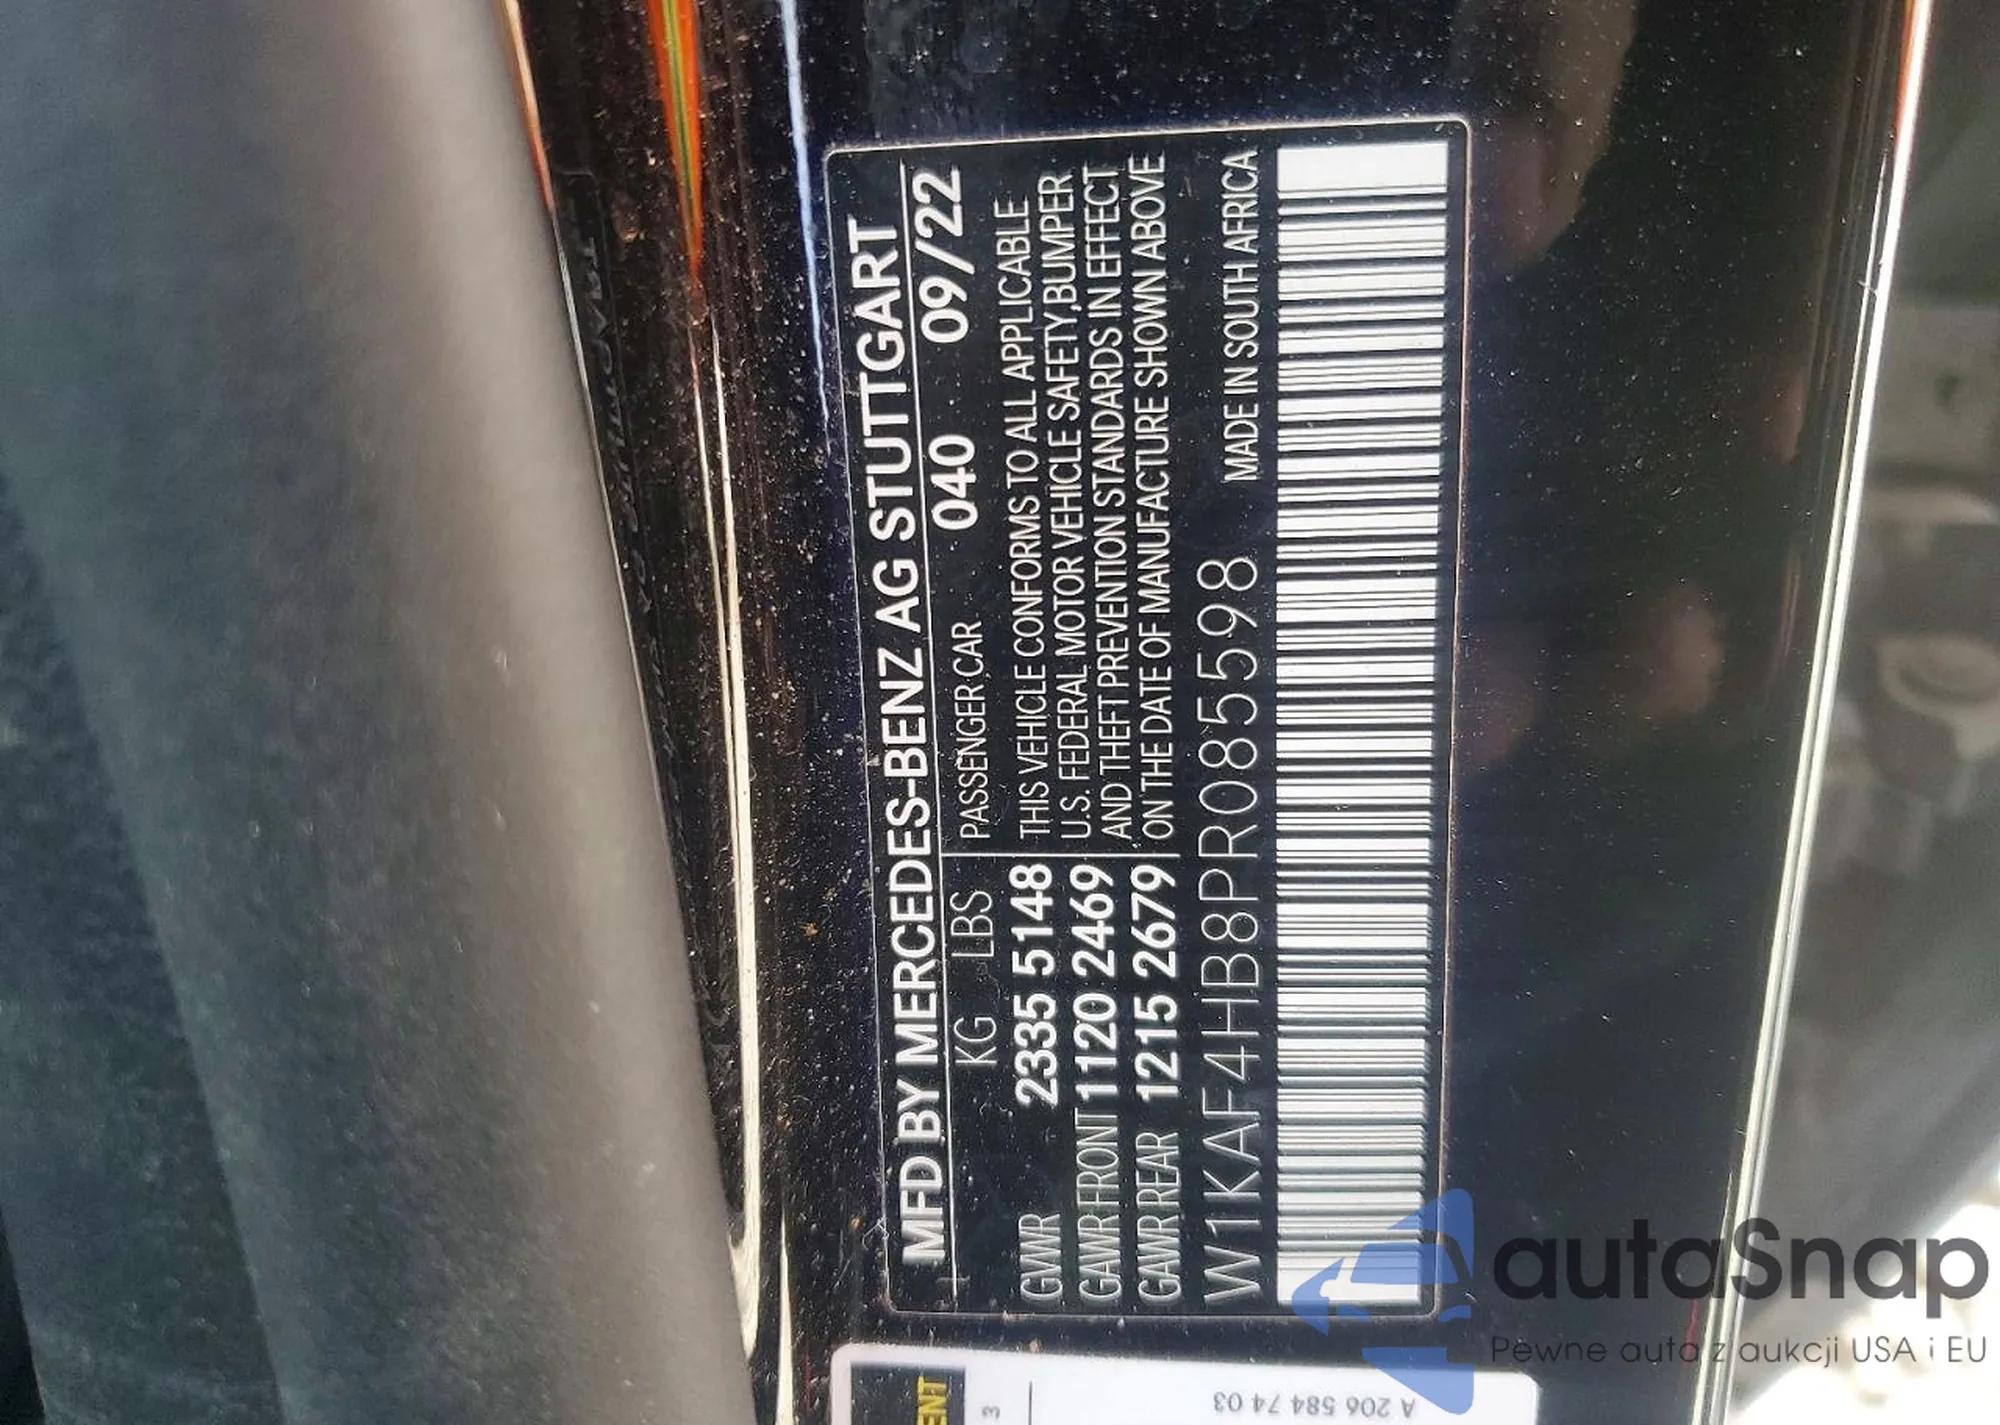 MFD BY MERCEDES-BENZ AG STUTTGART
KG LBS PASSENGER CAR 040 09/22
GVWR 2335 5148 THIS VEHICLE CONFORMS TO ALL APPLICABLE
GAWR FRONT 1120 2469 U.S. FEDERAL MOTOR VEHICLE SAFETY,BUMPER
GAWR REAR 1215 2679 AND THEFT PREVENTION STANDARDS IN EFFECT
ON THE DATE OF MANUFACTURE SHOWN ABOVE
W1KAF4HB8PR085598 MADE IN SOUTH AFRICA
A 206 584 74 03
3
autaSnap
Pewne auta z aukcji USA i EU